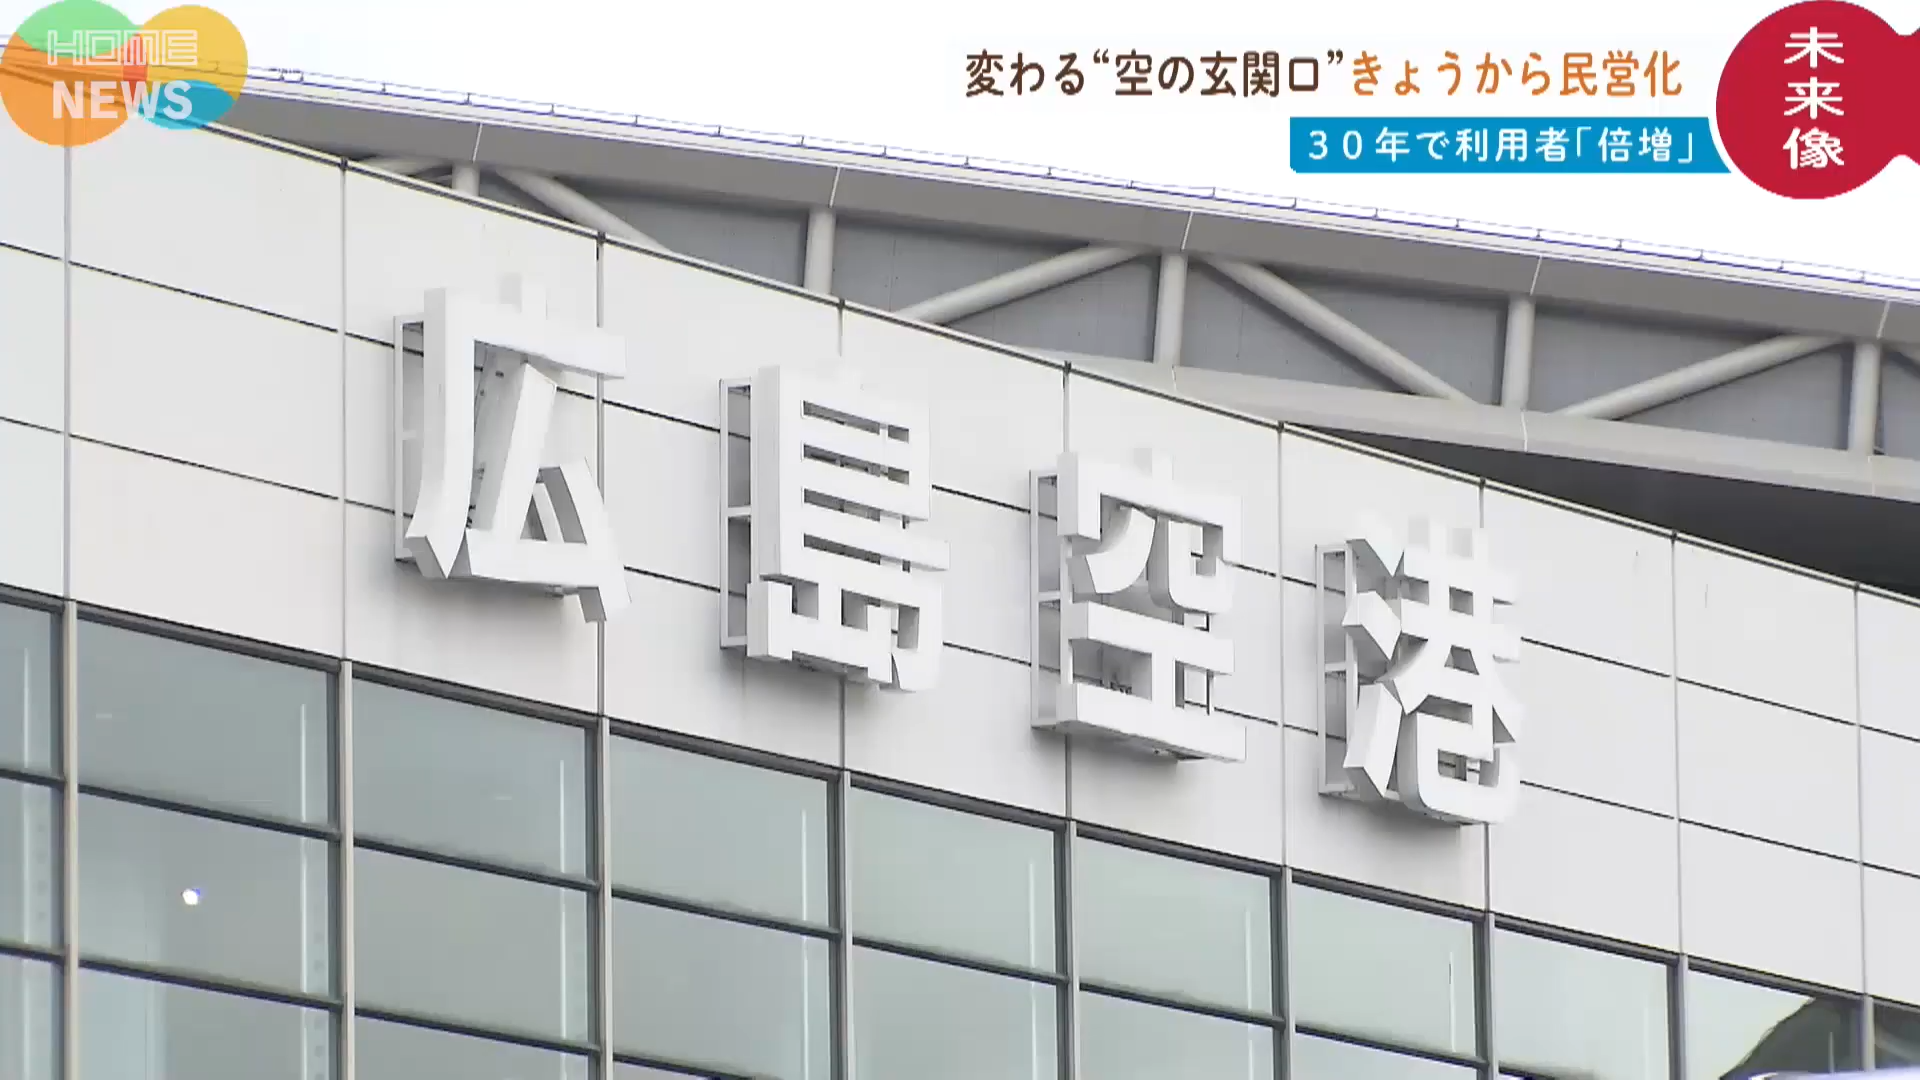 HOME
NEWS
変わる“空の玄関口”きょうから民営化
30年で利用者「倍増」
未来像
広島空港